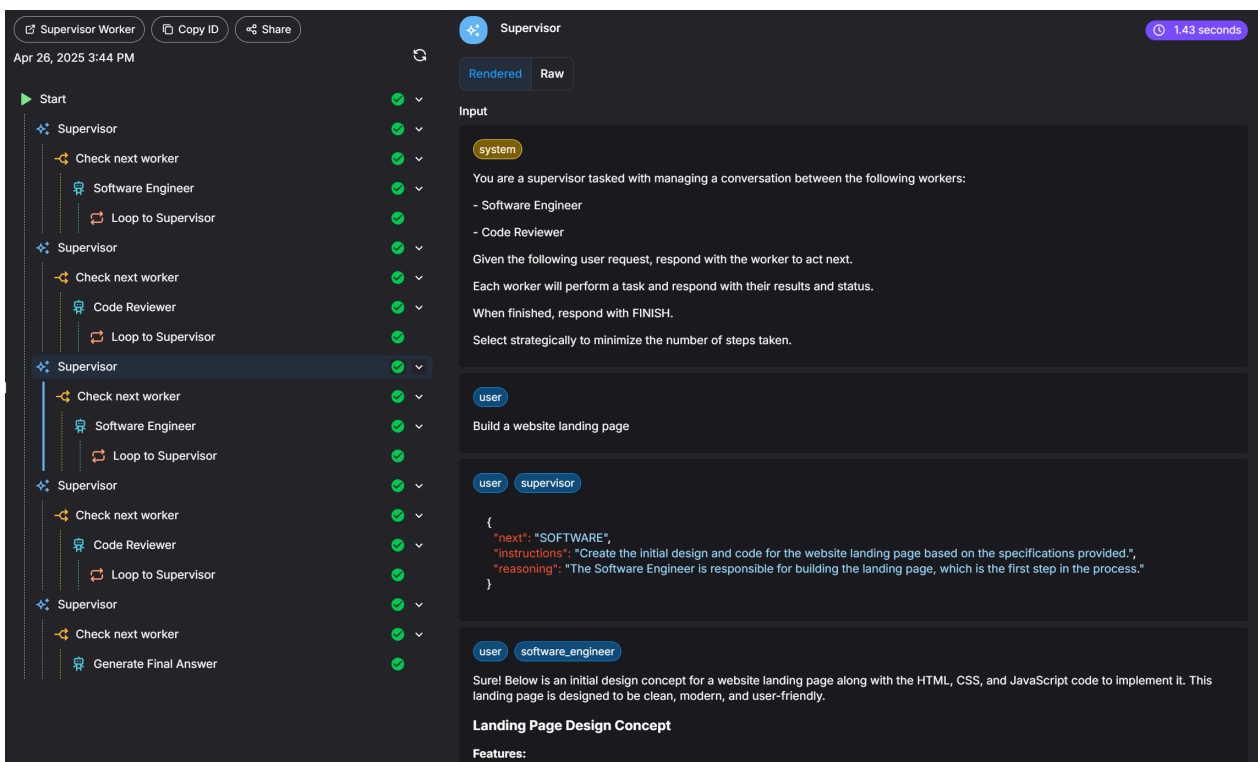 Supervisor Worker
Copy ID
Share
Apr 26, 2025 3:44 PM
Start
Supervisor
Check next worker
Software Engineer
Loop to Supervisor
Supervisor
Check next worker
Code Reviewer
Loop to Supervisor
Supervisor
Check next worker
Software Engineer
Loop to Supervisor
Supervisor
Check next worker
Code Reviewer
Loop to Supervisor
Supervisor
Check next worker
Generate Final Answer
Supervisor
1.43 seconds
Rendered Raw
Input
system
You are a supervisor tasked with managing a conversation between the following workers:
- Software Engineer
- Code Reviewer
Given the following user request, respond with the worker to act next.
Each worker will perform a task and respond with their results and status.
When finished, respond with FINISH.
Select strategically to minimize the number of steps taken.
user
Build a website landing page
user supervisor
{
"next": "SOFTWARE",
"instructions": "Create the initial design and code for the website landing page based on the specifications provided.",
"reasoning": "The Software Engineer is responsible for building the landing page, which is the first step in the process."
}
user software_engineer
Sure! Below is an initial design concept for a website landing page along with the HTML, CSS, and JavaScript code to implement it. This
landing page is designed to be clean, modern, and user-friendly.
Landing Page Design Concept
Features: